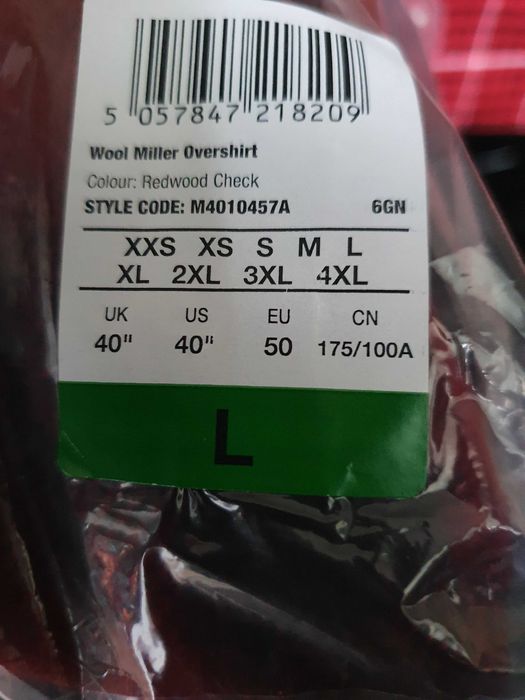 5 057847 218209
Wool Miller Overshirt
Colour: Redwood Check
STYLE CODE: M4010457A 6GN
XXS XS S M L
XL 2XL 3XL 4XL
UK US EU CN
40" 40" 50 175/100A
L